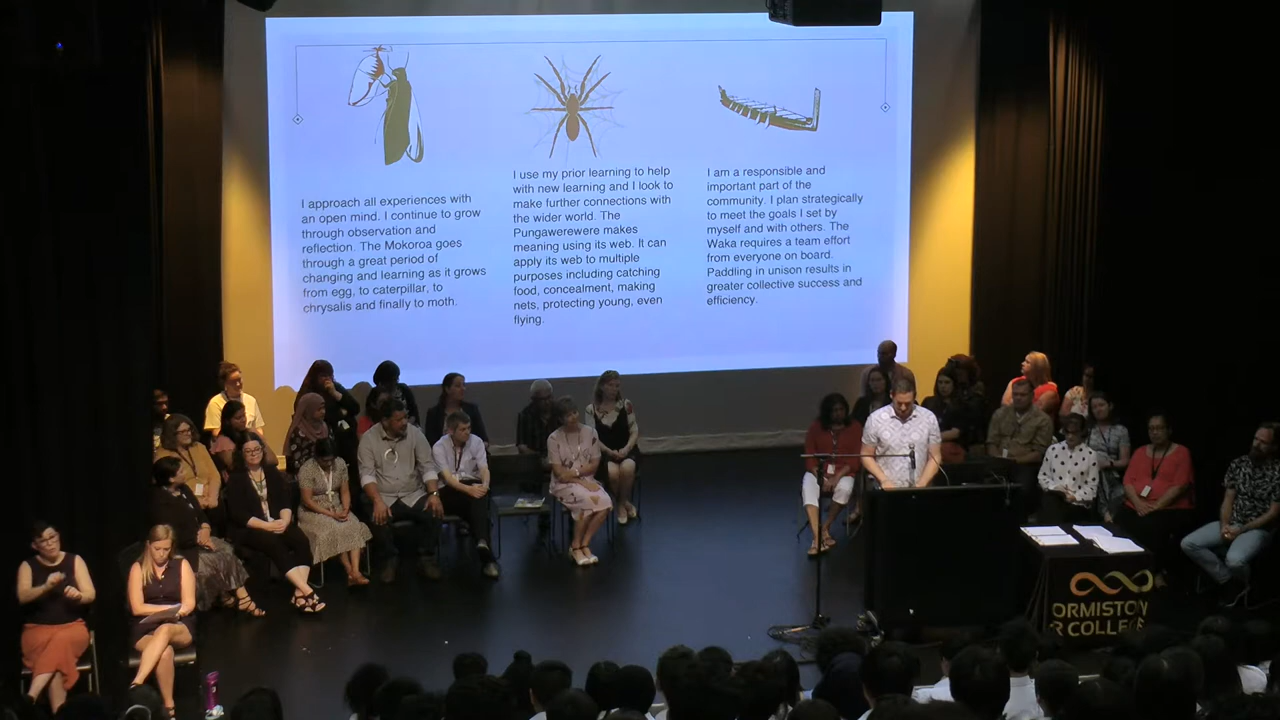 I approach all experiences with
an open mind. I continue to grow
through observation and
reflection. The Mokoroa goes
through a great period of
changing and learning as it grows
from egg, to caterpillar, to
chrysalis and finally to moth.
I use my prior learning to help
with new learning and I look to
make further connections with
the wider world. The
Pungawerewere makes
meaning using its web. It can
apply its web to multiple
purposes including catching
food, concealment, making
nets, protecting young, even
flying.
I am a responsible and
important part of the
community. I plan strategically
to meet the goals I set by
myself and with others. The
Waka requires a team effort
from everyone on board.
Paddling in unison results in
greater collective success and
efficiency.
ORMISTON
R COLLEGE